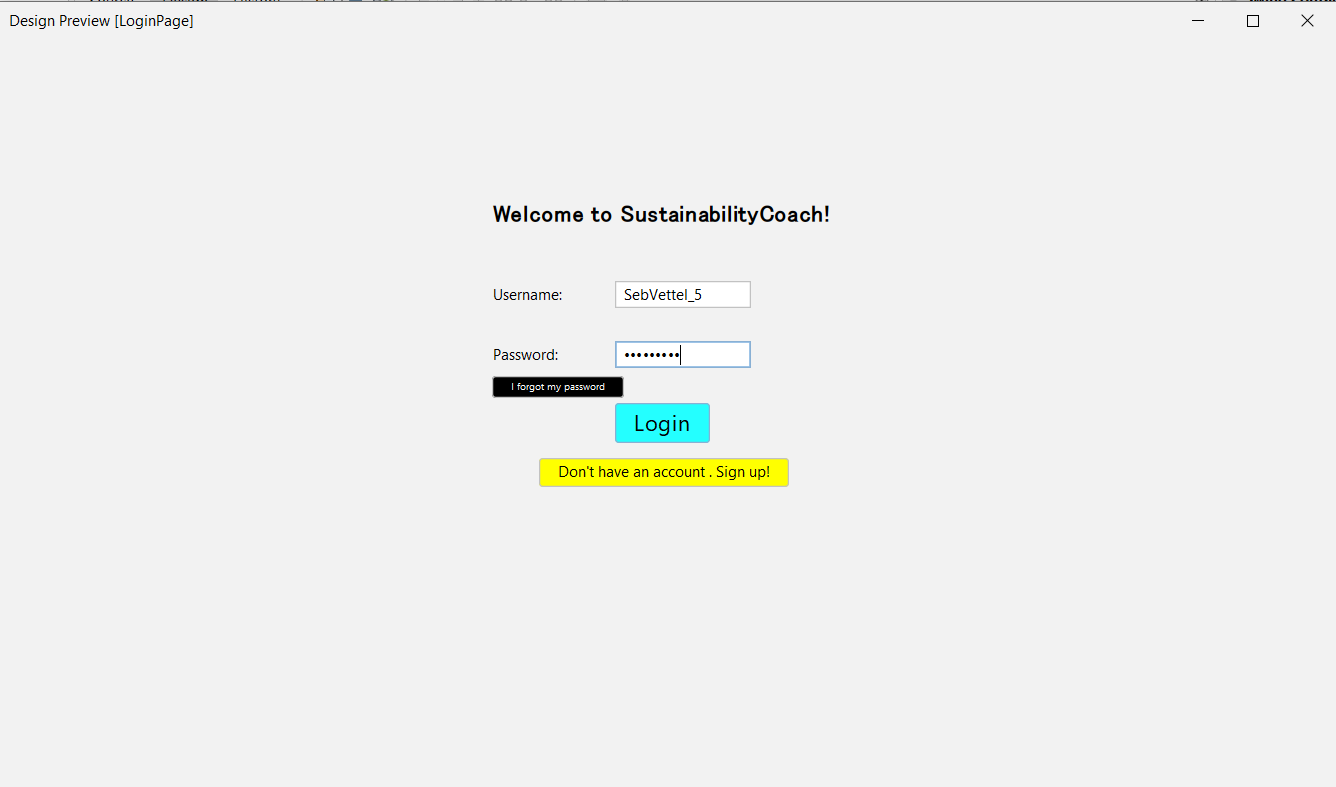 Design Preview [LoginPage]
Welcome to SustainabilityCoach!
Username:
SebVettel_5
Password:
•••••••••
I forgot my password
Login
Don't have an account . Sign up!